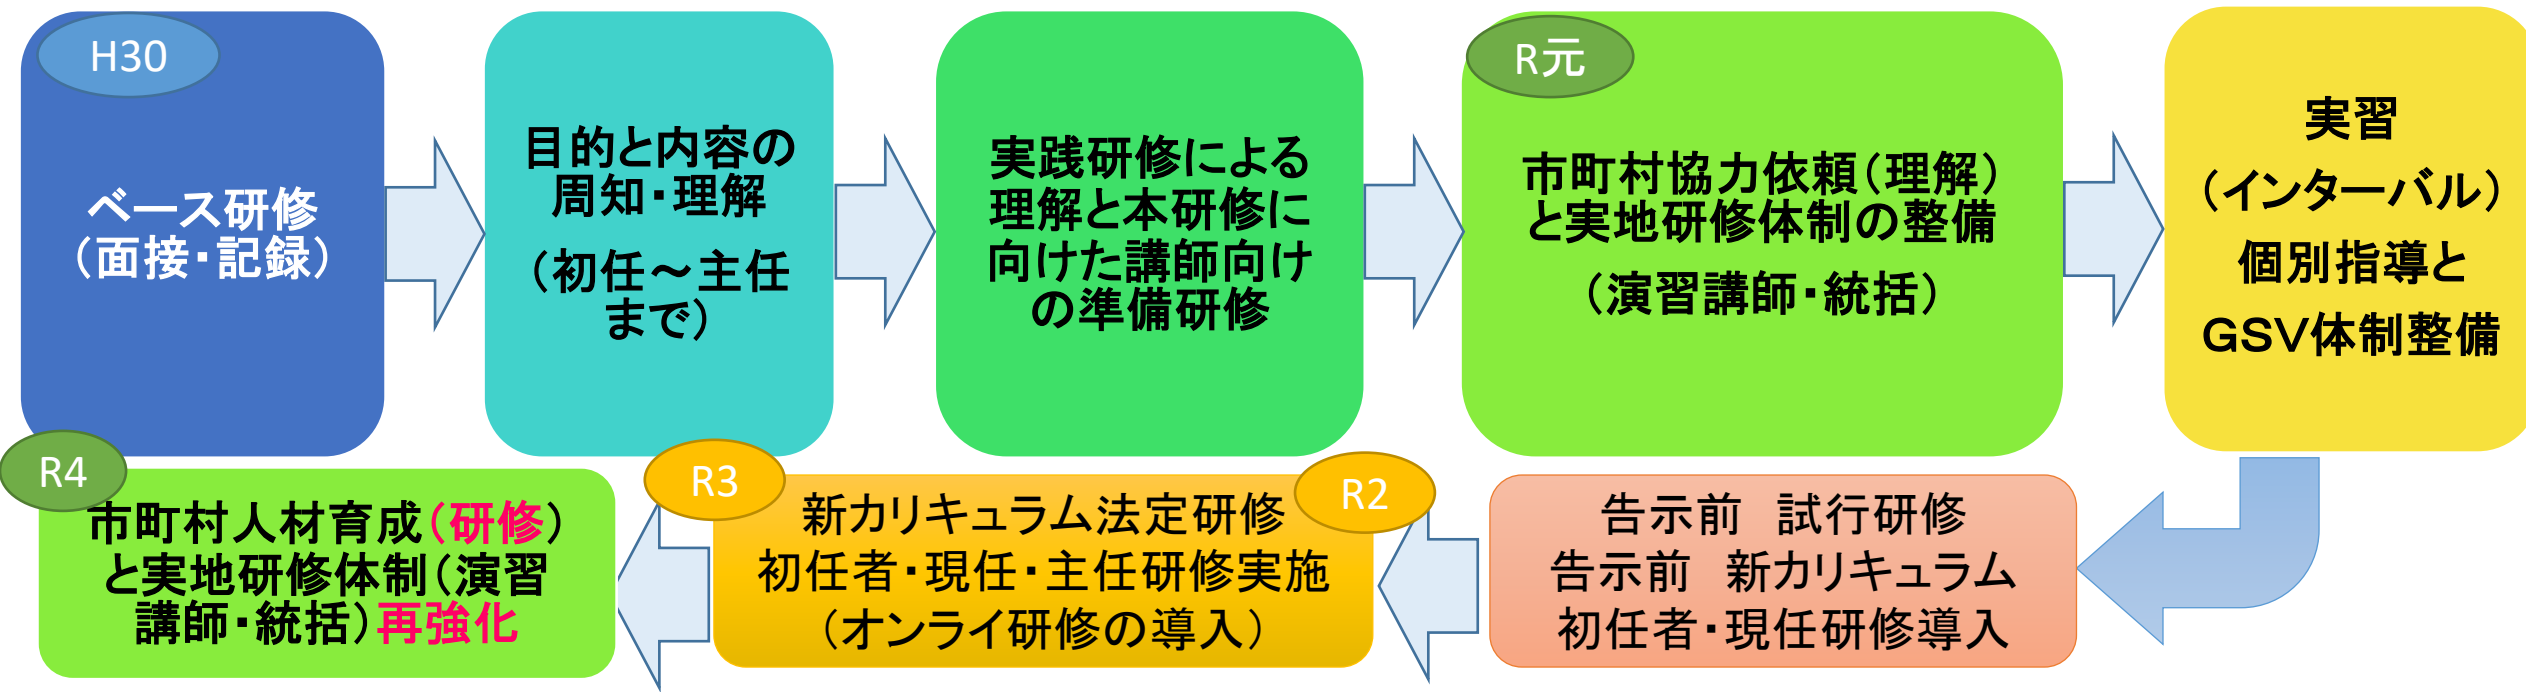 H30
ベース研修
（面接・記録）
目的と内容の
周知・理解
（初任～主任
まで）
実践研修による
理解と本研修に
向けた講師向け
の準備研修
R元
市町村協力依頼（理解）
と実地研修体制の整備
（演習講師・統括）
実習
（インターバル）
個別指導と
ＧＳＶ体制整備
告示前　試行研修
告示前　新カリキュラム
初任者・現任研修導入
R2
R3
新カリキュラム法定研修
初任者・現任・主任研修実施
（オンライ研修の導入）
R4
市町村人材育成（研修）
と実地研修体制（演習
講師・統括）再強化